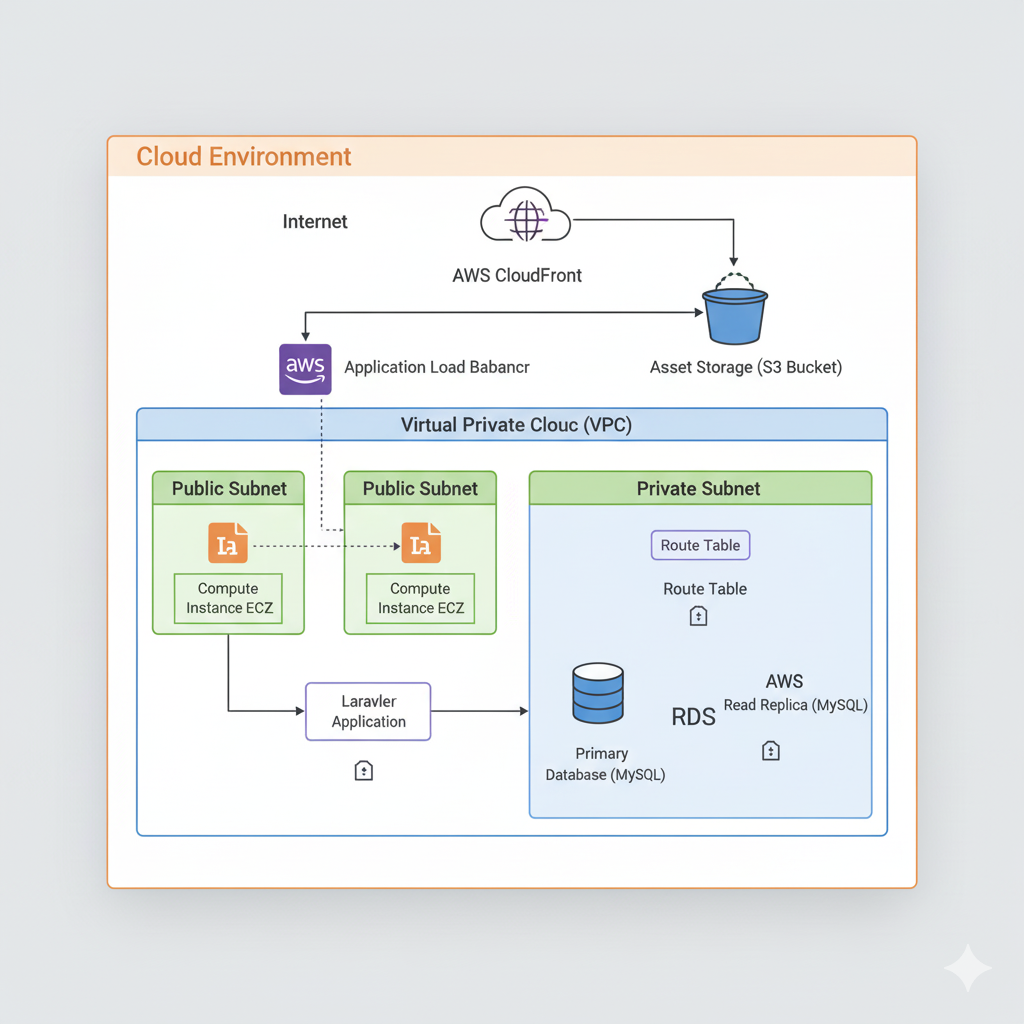 Cloud Environment
Internet
AWS CloudFront
aws
Application Load Babancr
Asset Storage (S3 Bucket)
Virtual Private Clouc (VPC)
Public Subnet
Public Subnet
Private Subnet
Compute
Instance ECZ
Compute
Instance ECZ
Route Table
Route Table
Laravler
Application
AWS
Read Replica (MySQL)
RDS
Primary
Database (MySQL)